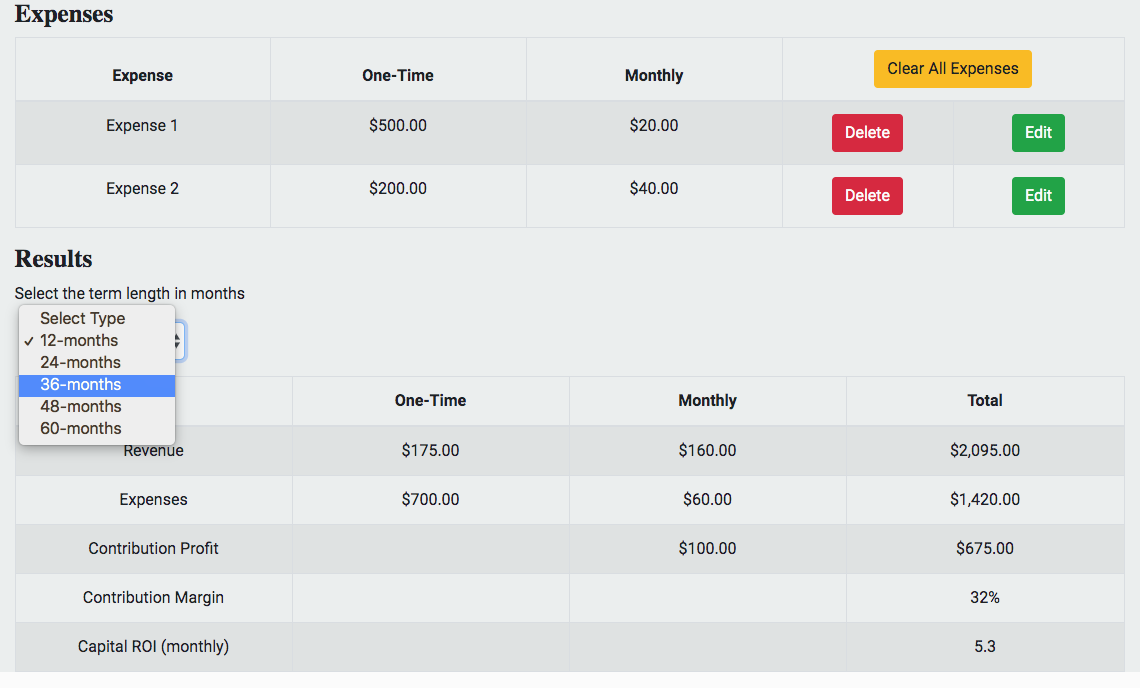 Expenses
Expense One-Time Monthly Clear All Expenses
Expense 1 $500.00 $20.00 Delete Edit
Expense 2 $200.00 $40.00 Delete Edit
Results
Select the term length in months
Select Type
✓ 12-months
24-months
36-months
48-months
60-months
One-Time Monthly Total
Revenue $175.00 $160.00 $2,095.00
Expenses $700.00 $60.00 $1,420.00
Contribution Profit $100.00 $675.00
Contribution Margin 32%
Capital ROI (monthly) 5.3